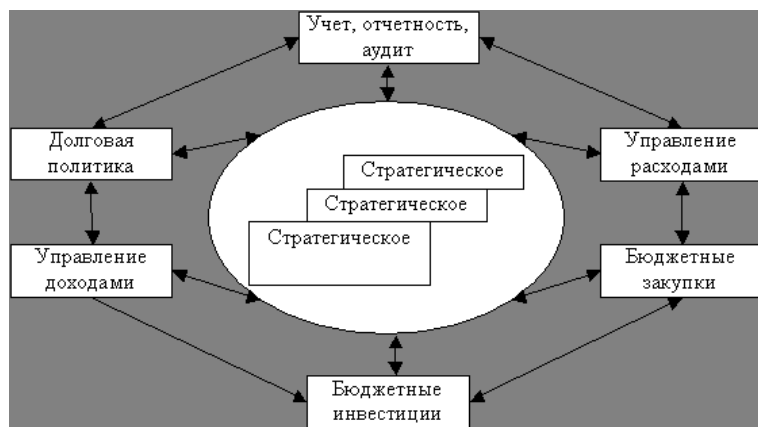 Учет, отчетность,
аудит
Долговая
политика
Управление
расходами
Стратегическое
Стратегическое
Стратегическое
Управление
доходами
Бюджетные
закупки
Бюджетные
инвестиции